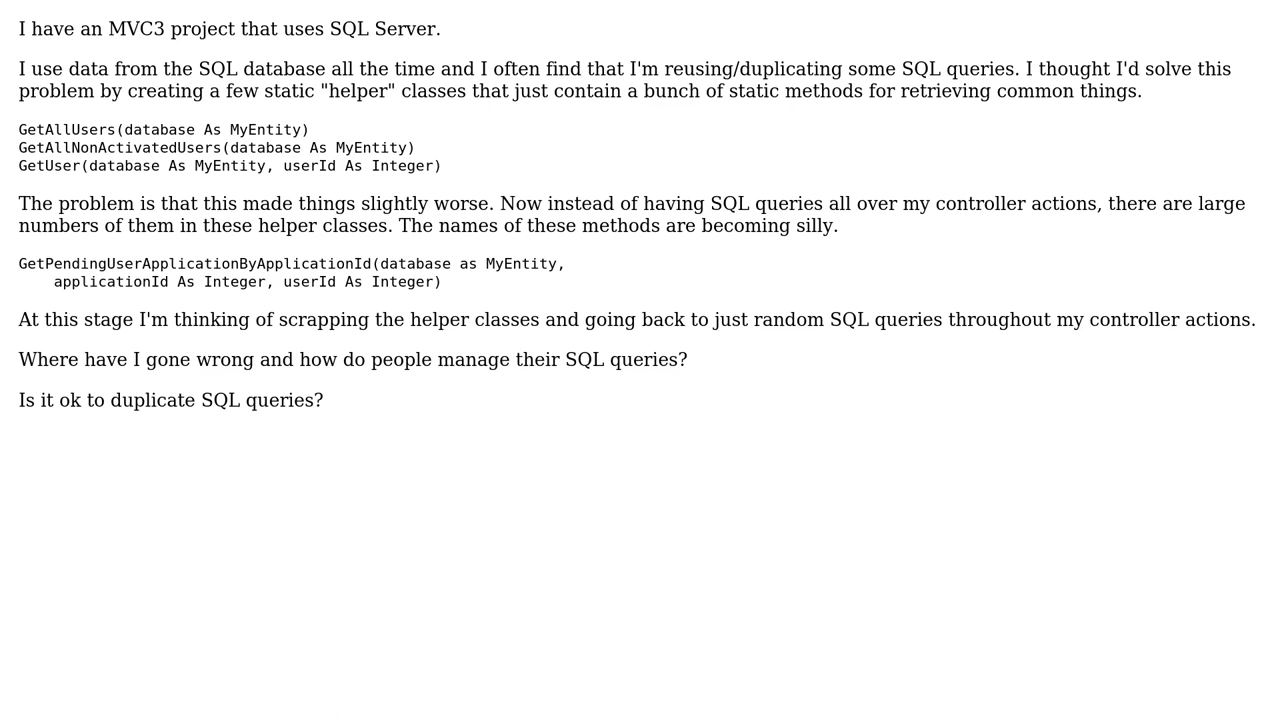 I have an MVC3 project that uses SQL Server.
I use data from the SQL database all the time and I often find that I'm reusing/duplicating some SQL queries. I thought I'd solve this
problem by creating a few static "helper" classes that just contain a bunch of static methods for retrieving common things.
GetAllUsers(database As MyEntity)
GetAllNonActivatedUsers(database As MyEntity)
GetUser(database As MyEntity, userId As Integer)
The problem is that this made things slightly worse. Now instead of having SQL queries all over my controller actions, there are large
numbers of them in these helper classes. The names of these methods are becoming silly.
GetPendingUserApplicationByApplicationId(database as MyEntity,
    applicationId As Integer, userId As Integer)
At this stage I'm thinking of scrapping the helper classes and going back to just random SQL queries throughout my controller actions.
Where have I gone wrong and how do people manage their SQL queries?
Is it ok to duplicate SQL queries?